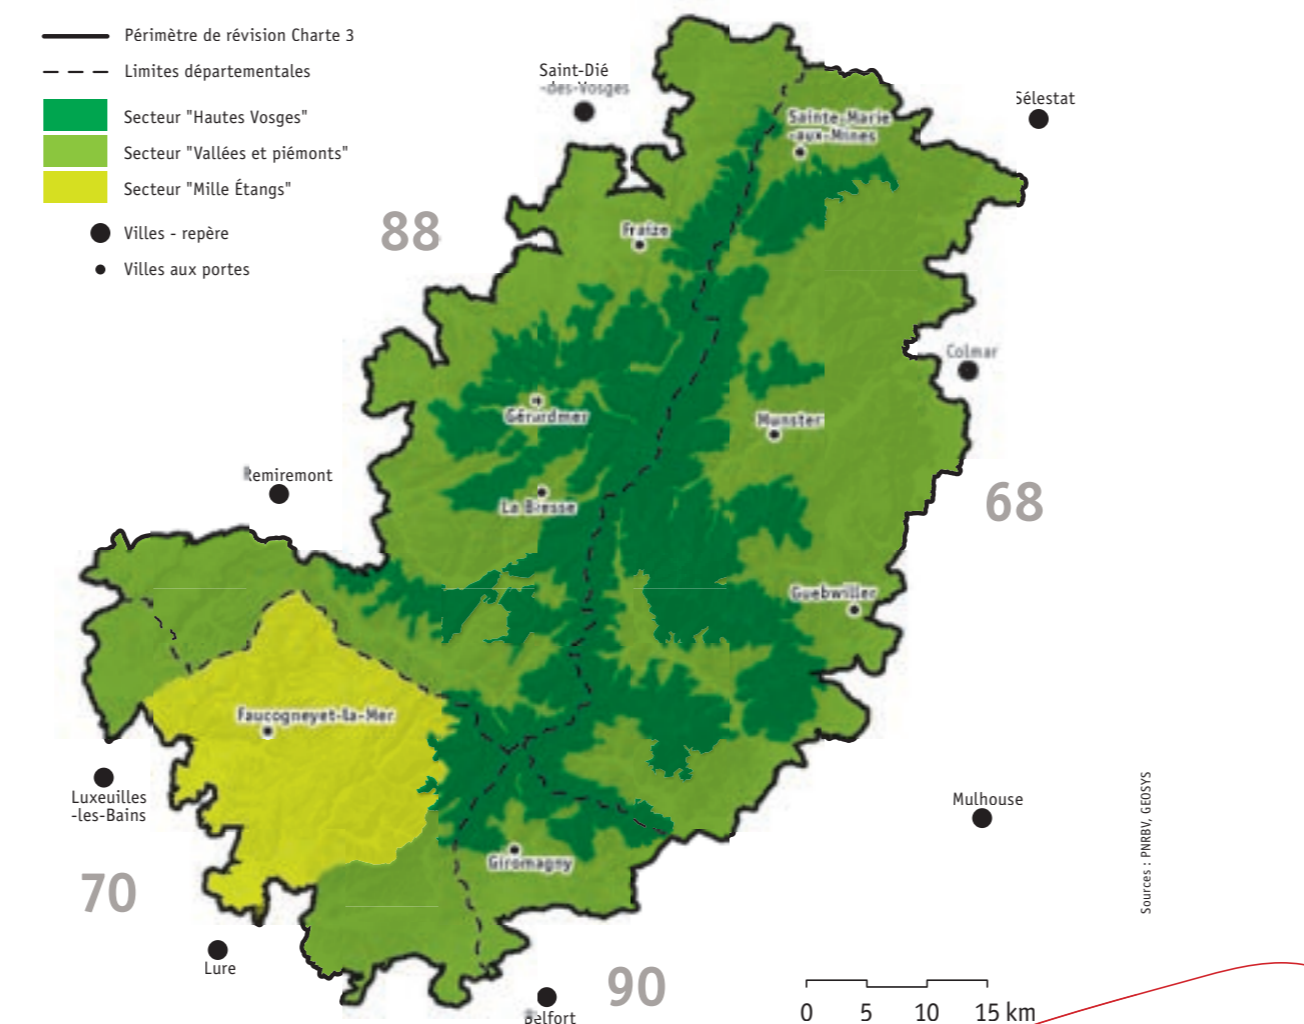 Périmètre de révision Charte 3
Limites départementales
Secteur "Hautes Vosges"
Secteur "Vallées et piémonts"
Secteur "Mille Étangs"
Villes - repère
Villes aux portes
Saint-Dié
-des-Vosges
Sélestat
Sainte-Marie
-aux-Mines
88
Fraize
Colmar
Gérardmer
Munster
Remiremont
La Bresse
68
Guebwiller
Faucogneyet-la-Mer
Luxeuilles
-les-Bains
Mulhouse
Giromagny
70
Lure
90
Belfort
0 5 10 15 km
Sources : PNRBV, GEOSYS